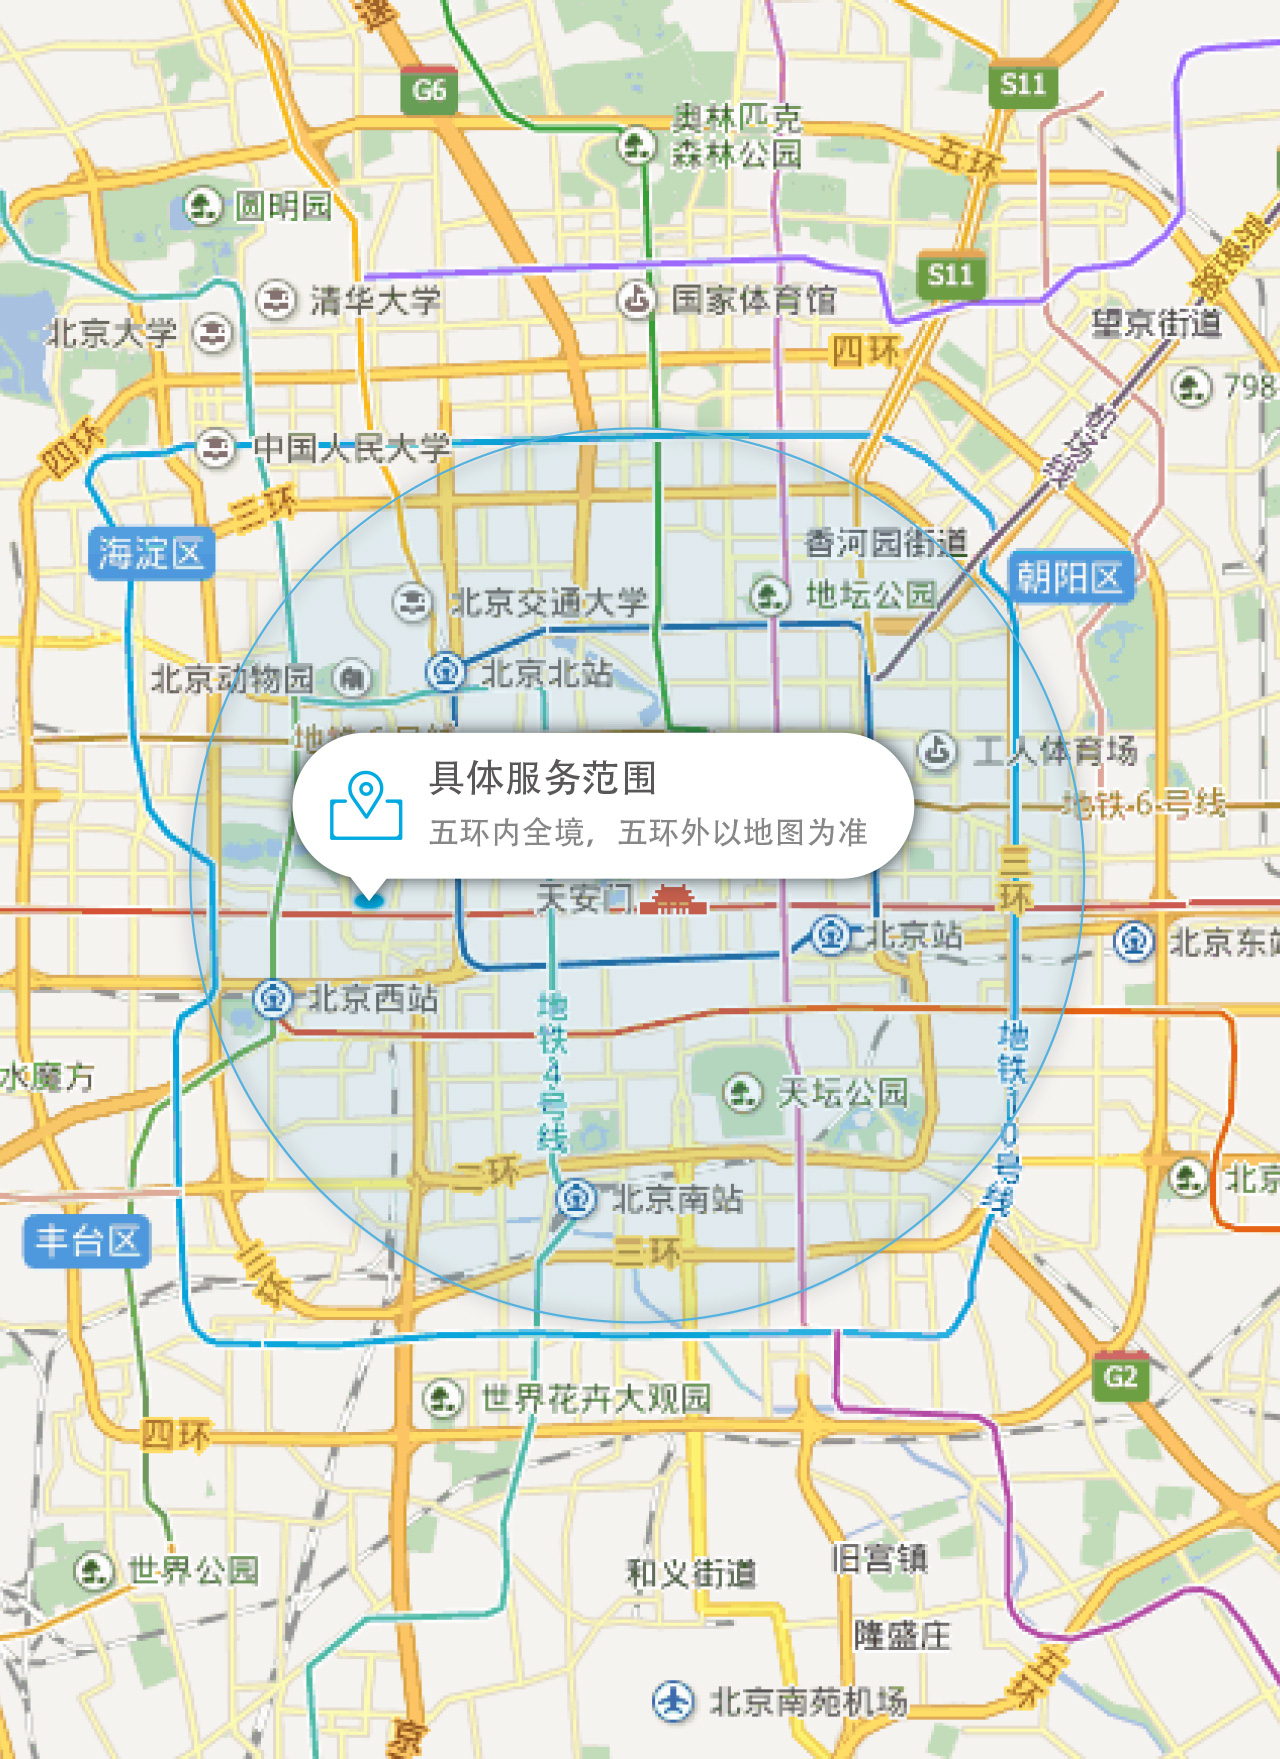 速
G6
S11
奥林匹克
森林公园
五环
圆明园
S11
清华大学
国家体育馆
北京大学
望京街道
四环
798
四环
中国人民大学
机场线
三环
香河园街道
海淀区
朝阳区
北京交通大学
地坛公园
北京动物园
北京北站
工人体育场
具体服务范围
地铁6号线
五环内全境，五环外以地图为准
三环
天安门
北京站
北京东站
北京西站
地铁4号线
地铁10号线
水魔方
天坛公园
二环
北京
北京南站
丰台区
三环
三环
G2
世界花卉大观园
四环
旧宫镇
世界公园
和义街道
隆盛庄
五环
北京南苑机场
京